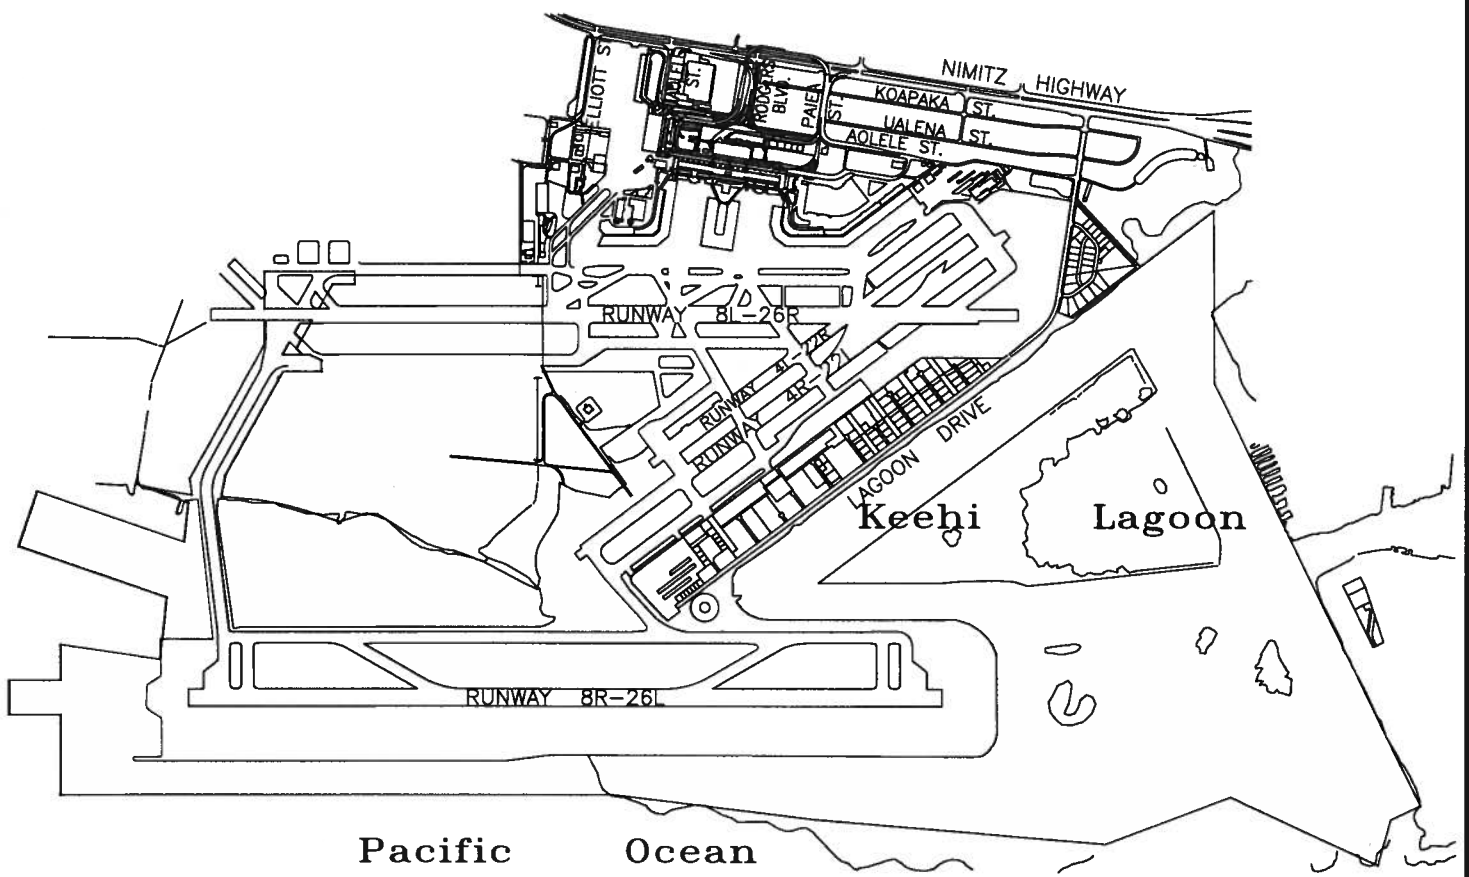 NIMITZ HIGHWAY
ELLIOTT ST.
AOLELE ST.
RODGERS BLVD.
PAIEA ST.
KOAPAKA ST.
UALENA ST.
AOLELE ST.
RUNWAY 8L-26R
RUNWAY 4L-22R
RUNWAY 4R-22L
LAGOON DRIVE
Keehi Lagoon
RUNWAY 8R-26L
Pacific Ocean